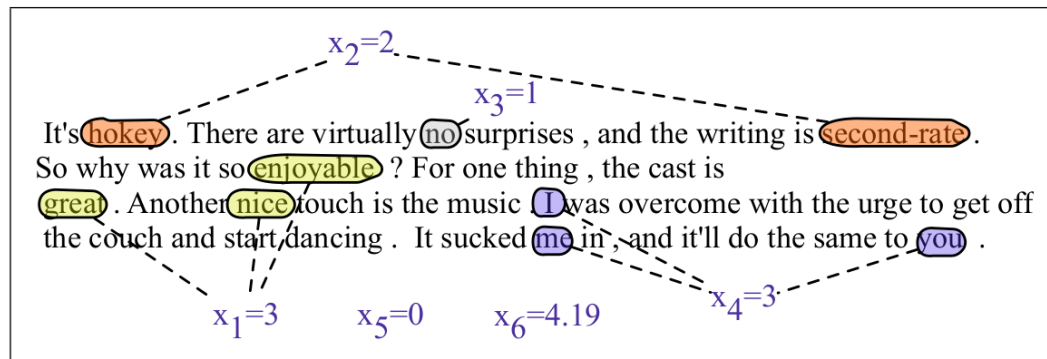 x2=2
x3=1
It's hokey . There are virtually no surprises , and the writing is second-rate .
So why was it so enjoyable ? For one thing , the cast is
great . Another nice touch is the music . I was overcome with the urge to get off
the couch and start dancing . It sucked me in , and it'll do the same to you .
x1=3 x5=0 x6=4.19 x4=3